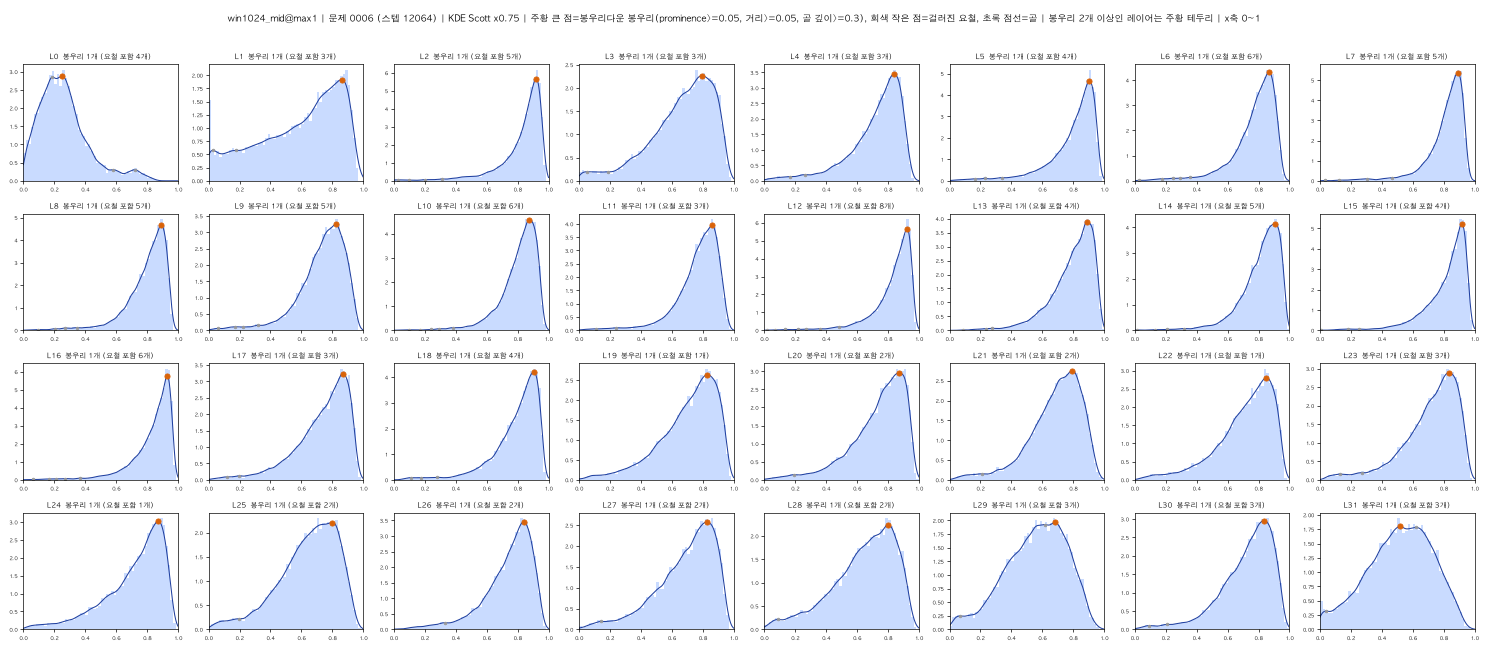 win1024_mid@max1 | 문제 0006 (스텝 12064) | KDE Scott x0.75 | 주황 큰 점=봉우리다운 봉우리(prominence>=0.05, 거리>=0.05, 골 깊이>=0.3), 회색 작은 점=걸러진 요철, 초록 점선=골 | 봉우리 2개 이상인 레이어는 주황 테두리 | x축 0~1
L0 봉우리 1개 (요철 포함 4개)
L1 봉우리 1개 (요철 포함 3개)
L2 봉우리 1개 (요철 포함 5개)
L3 봉우리 1개 (요철 포함 3개)
L4 봉우리 1개 (요철 포함 3개)
L5 봉우리 1개 (요철 포함 4개)
L6 봉우리 1개 (요철 포함 6개)
L7 봉우리 1개 (요철 포함 5개)
L8 봉우리 1개 (요철 포함 5개)
L9 봉우리 1개 (요철 포함 5개)
L10 봉우리 1개 (요철 포함 6개)
L11 봉우리 1개 (요철 포함 3개)
L12 봉우리 1개 (요철 포함 8개)
L13 봉우리 1개 (요철 포함 4개)
L14 봉우리 1개 (요철 포함 5개)
L15 봉우리 1개 (요철 포함 4개)
L16 봉우리 1개 (요철 포함 6개)
L17 봉우리 1개 (요철 포함 3개)
L18 봉우리 1개 (요철 포함 4개)
L19 봉우리 1개 (요철 포함 1개)
L20 봉우리 1개 (요철 포함 2개)
L21 봉우리 1개 (요철 포함 2개)
L22 봉우리 1개 (요철 포함 1개)
L23 봉우리 1개 (요철 포함 3개)
L24 봉우리 1개 (요철 포함 1개)
L25 봉우리 1개 (요철 포함 2개)
L26 봉우리 1개 (요철 포함 2개)
L27 봉우리 1개 (요철 포함 2개)
L28 봉우리 1개 (요철 포함 2개)
L29 봉우리 1개 (요철 포함 3개)
L30 봉우리 1개 (요철 포함 3개)
L31 봉우리 1개 (요철 포함 3개)